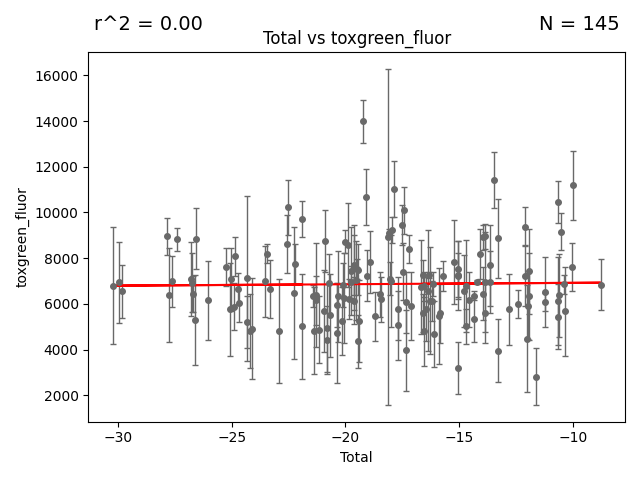 r^2 = 0.00
N = 145
Total vs toxgreen_fluor
16000
14000
12000
10000
8000
6000
4000
2000
toxgreen_fluor
−30
−25
−20
−15
−10
Total